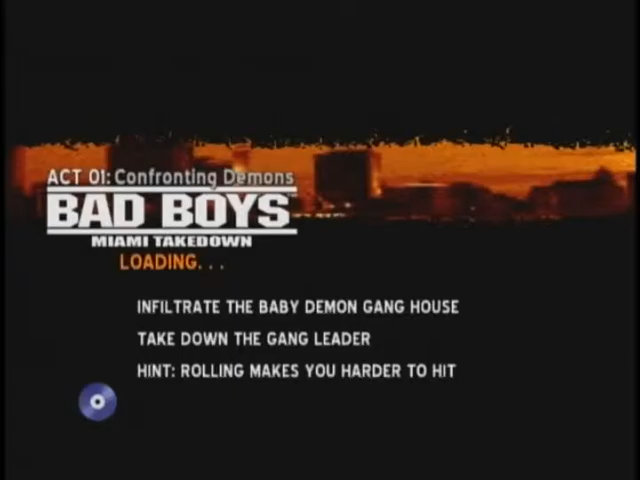 ACT 01: Confronting Demons
BAD BOYS™
MIAMI TAKEDOWN
LOADING. . .
INFILTRATE THE BABY DEMON GANG HOUSE
TAKE DOWN THE GANG LEADER
HINT: ROLLING MAKES YOU HARDER TO HIT